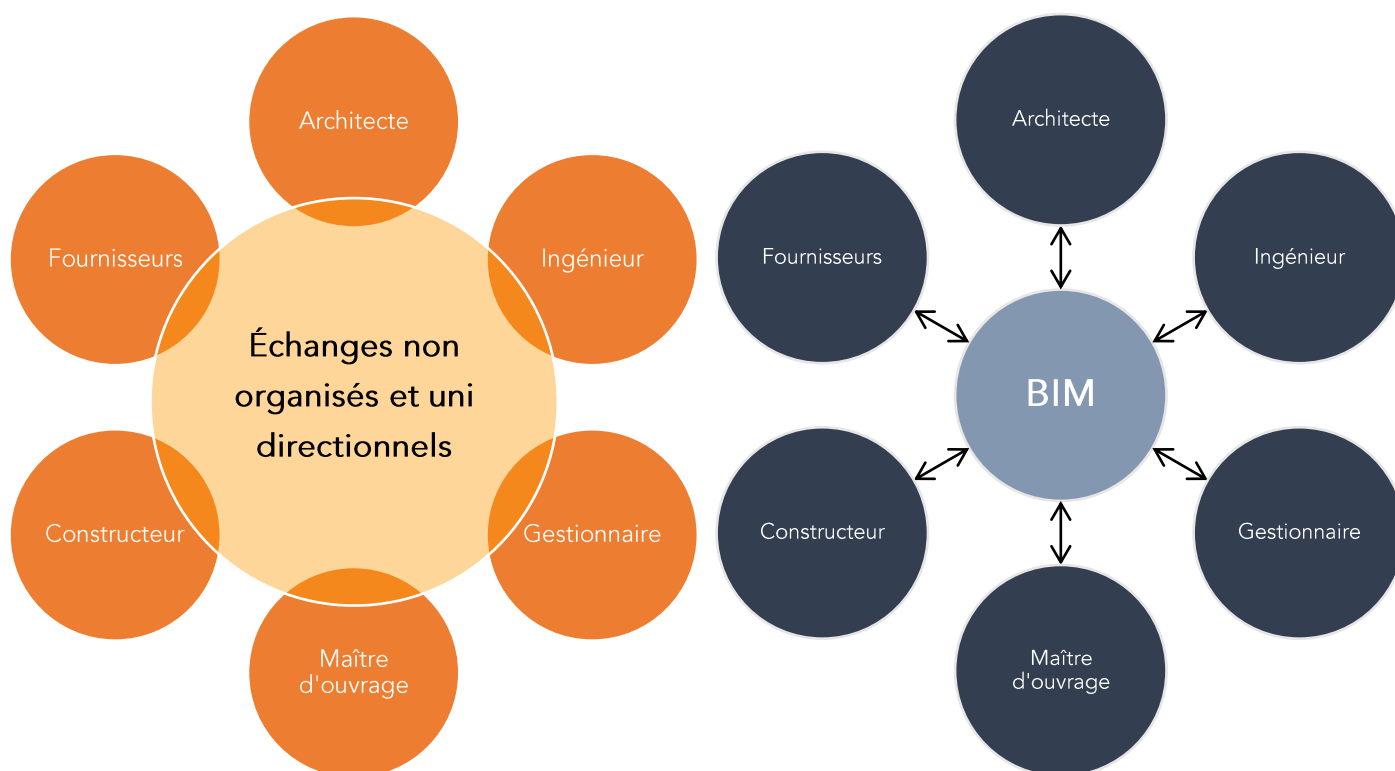 Architecte
Fournisseurs
Ingénieur
Échanges non
organisés et uni
directionnels
Constructeur
Gestionnaire
Maître
d'ouvrage
Architecte
Fournisseurs
Ingénieur
BIM
Constructeur
Gestionnaire
Maître
d'ouvrage